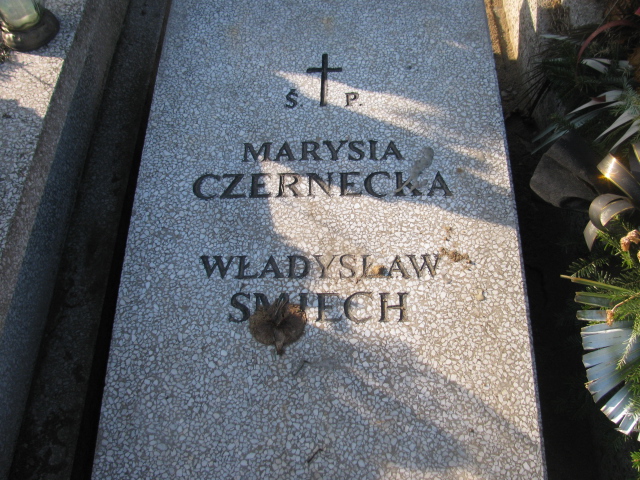 Ś. P.
MARYSIA
CZERNECKA
WŁADYSŁAW
ŚMIECH